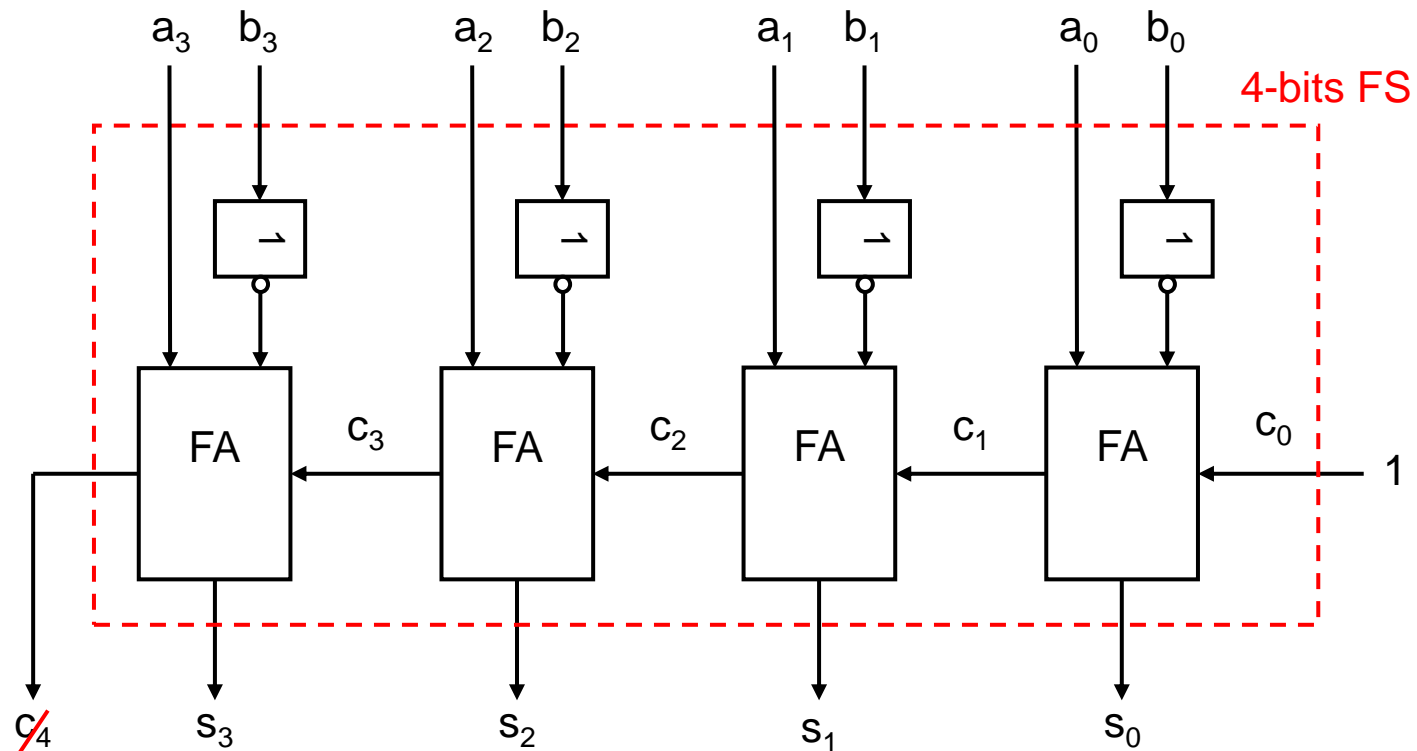 a₃ b₃ a₂ b₂ a₁ b₁ a₀ b₀
4-bits FS
1 1 1 1
FA c₃ FA c₂ FA c₁ FA c₀ 1
c₄ s₃ s₂ s₁ s₀